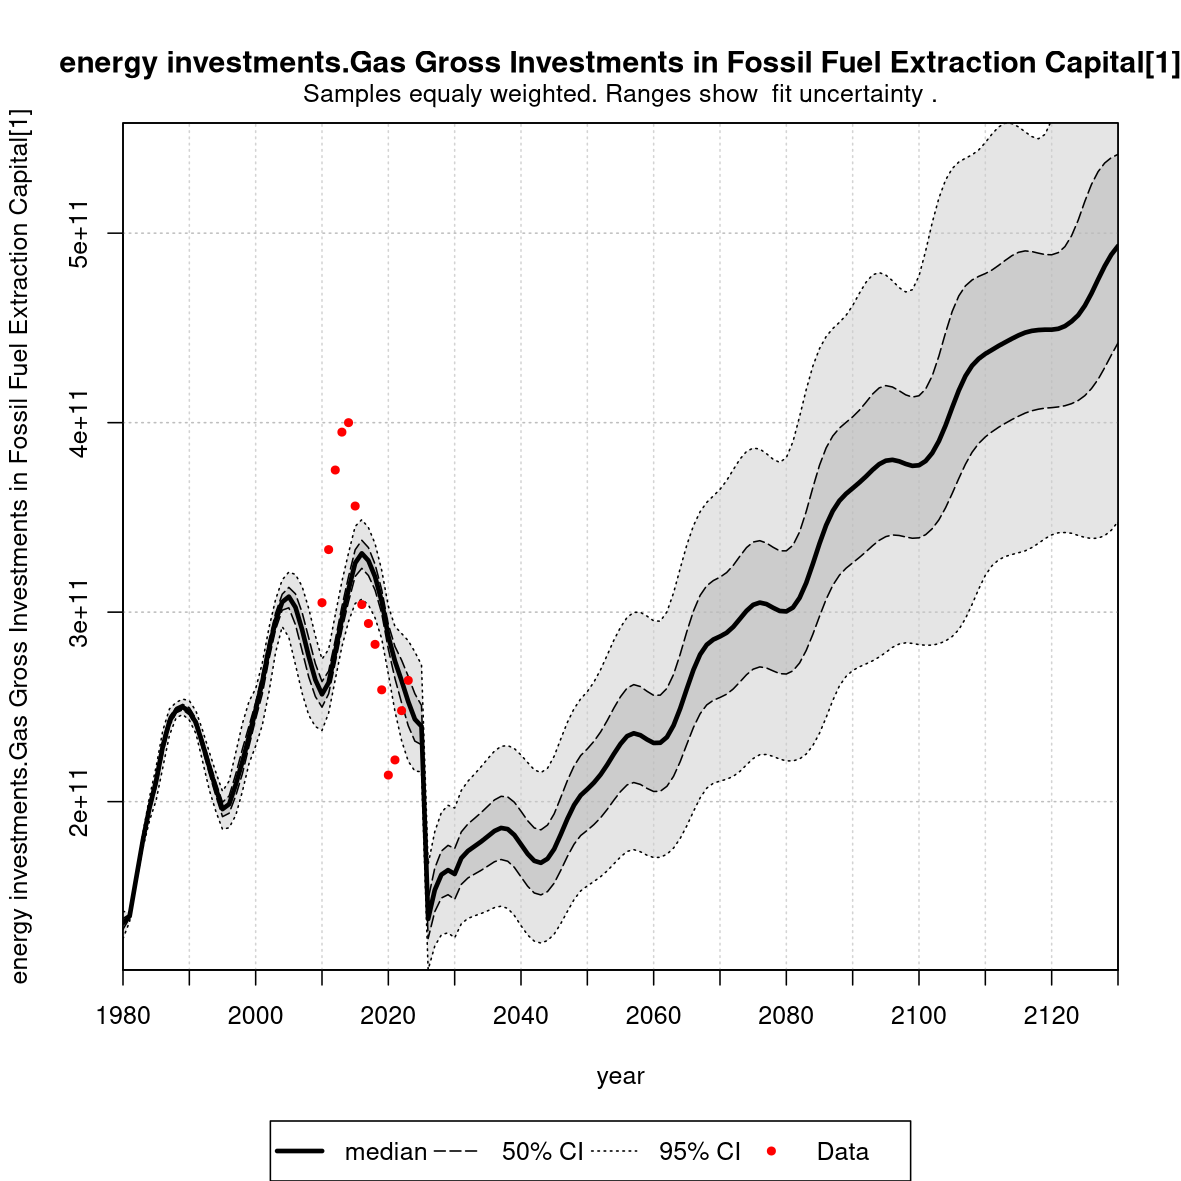 energy investments.Gas Gross Investments in Fossil Fuel Extraction Capital[1]
Samples equaly weighted. Ranges show  fit uncertainty .
energy investments.Gas Gross Investments in Fossil Fuel Extraction Capital[1]
5e+11
4e+11
3e+11
2e+11
1980 2000 2020 2040 2060 2080 2100 2120
year
median 50% CI 95% CI Data